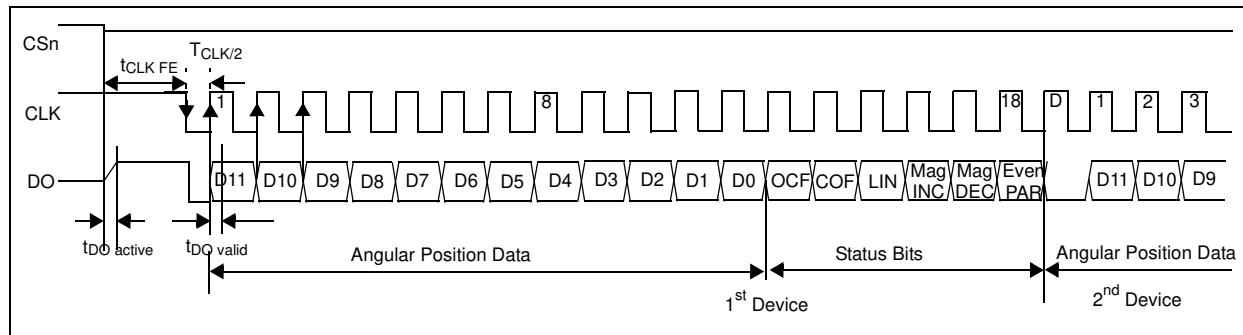 CSn
tCLK FE
TCLK/2
CLK
1
8
18
D
1
2
3
DO
D11
D10
D9
D8
D7
D6
D5
D4
D3
D2
D1
D0
OCF
COF
LIN
Mag
INC
Mag
DEC
Even
PAR
D11
D10
D9
tDO active
tDO valid
Angular Position Data
Status Bits
Angular Position Data
1st Device
2nd Device